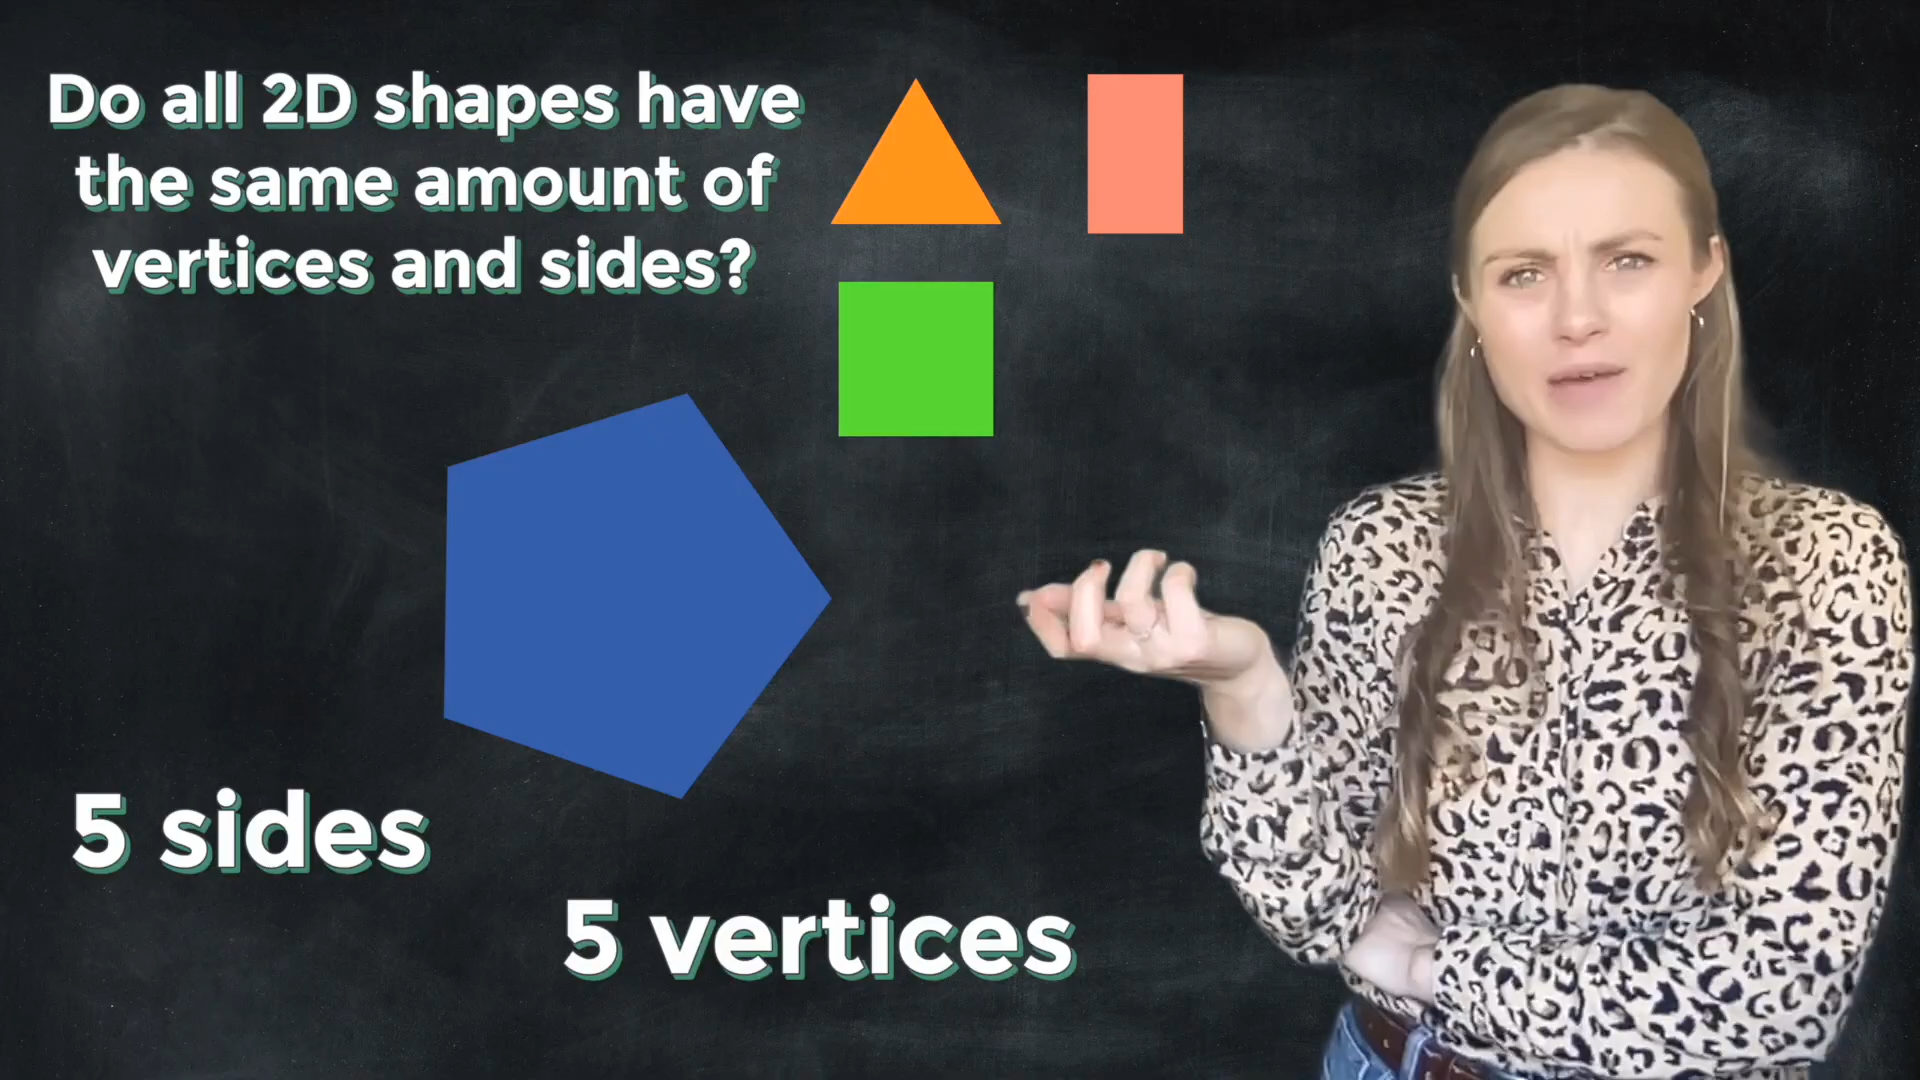 Do all 2D shapes have
the same amount of
vertices and sides?
5 sides
5 vertices